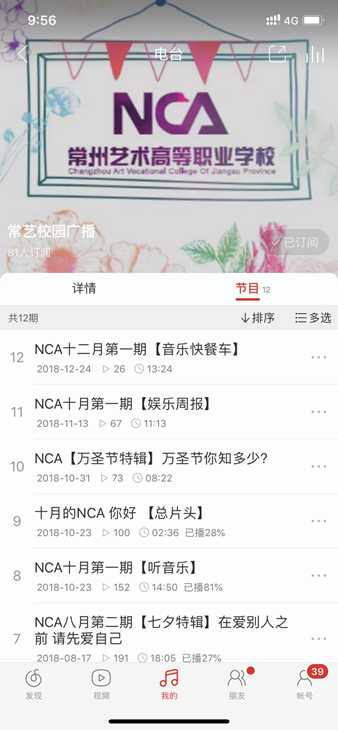 9:56
4G
电台
NCA
常州艺术高等职业学校
Changzhou Art Vocational College Of Jiangsu Province
常艺校园广播
81人订阅
已订阅
详情
节目 12
共12期
排序
多选
12
NCA十二月第一期【音乐快餐车】
2018-12-24 26 13:24
11
NCA十月第一期【娱乐周报】
2018-11-13 67 11:13
10
NCA【万圣节特辑】万圣节你知多少?
2018-10-31 73 08:22
9
十月的NCA 你好 【总片头】
2018-10-23 100 02:36 已播28%
8
NCA十月第一期【听音乐】
2018-10-23 152 14:50 已播81%
7
NCA八月第二期【七夕特辑】在爱别人之
前 请先爱自己
2018-08-17 191 18:05 已播27%
发现
视频
我的
朋友
39
帐号